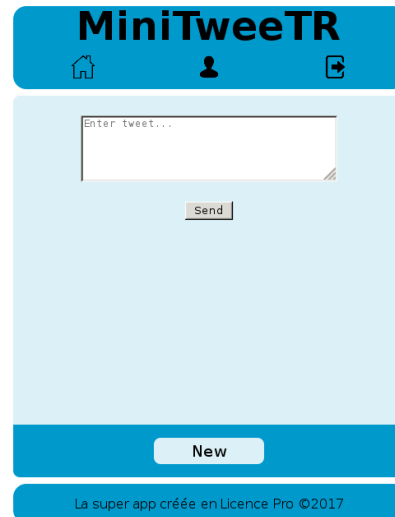 MiniTweeTR
Enter tweet...
Send
New
La super app créée en Licence Pro ©2017